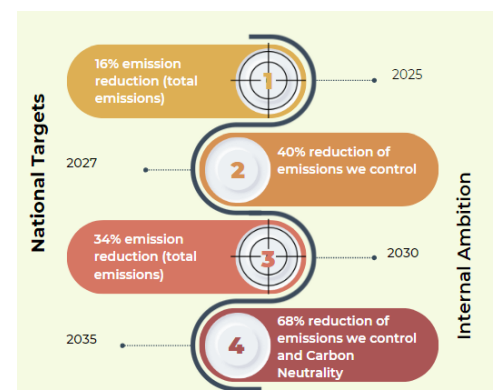 National Targets
16% emission
reduction (total
emissions)
1
2025
2027
2
40% reduction of
emissions we control
34% emission
reduction (total
emissions)
3
2030
Internal Ambition
2035
4
68% reduction of
emissions we control
and Carbon
Neutrality